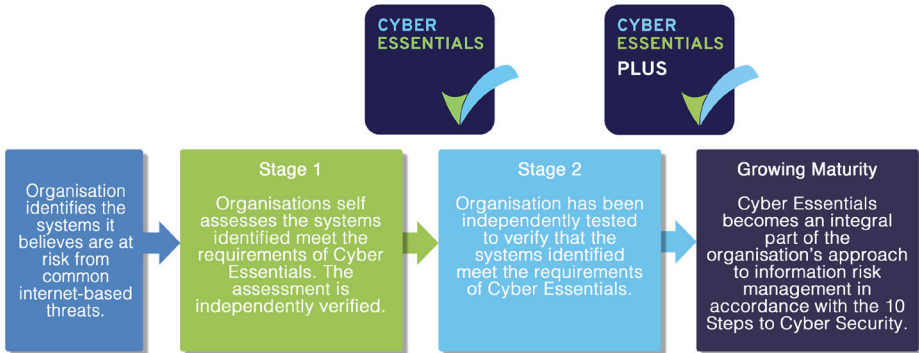 CYBER
ESSENTIALS
CYBER
ESSENTIALS
PLUS
Organisation
identifies the
systems it
believes are at
risk from
common
internet-based
threats.
Stage 1
Organisations self
assesses the systems
identified meet the
requirements of Cyber
Essentials. The
assessment is
independently verified.
Stage 2
Organisation has been
independently tested
to verify that the
systems identified
meet the requirements
of Cyber Essentials.
Growing Maturity
Cyber Essentials
becomes an integral
part of the
organisation's approach
to information risk
management in
accordance with the 10
Steps to Cyber Security.